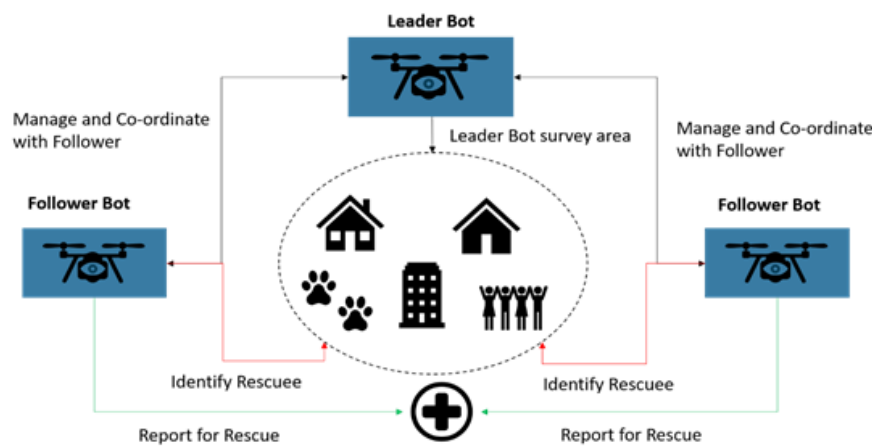 Leader Bot
Manage and Co-ordinate
with Follower
Leader Bot survey area
Manage and Co-ordinate
with Follower
Follower Bot
Follower Bot
Identify Rescuee
Identify Rescuee
Report for Rescue
Report for Rescue